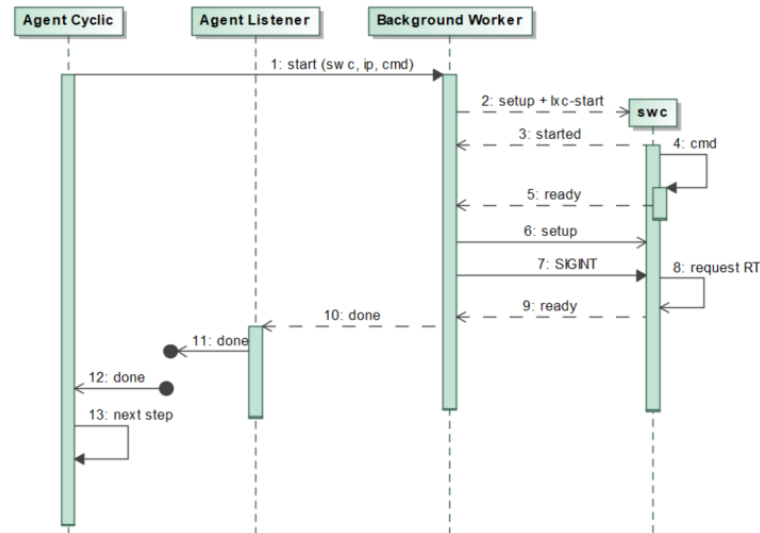 Agent Cyclic
Agent Listener
Background Worker
1: start (swc, ip, cmd)
2: setup + lxc-start
swc
3: started
4: cmd
5: ready
6: setup
7: SIGINT
8: request RT
9: ready
10: done
11: done
12: done
13: next step